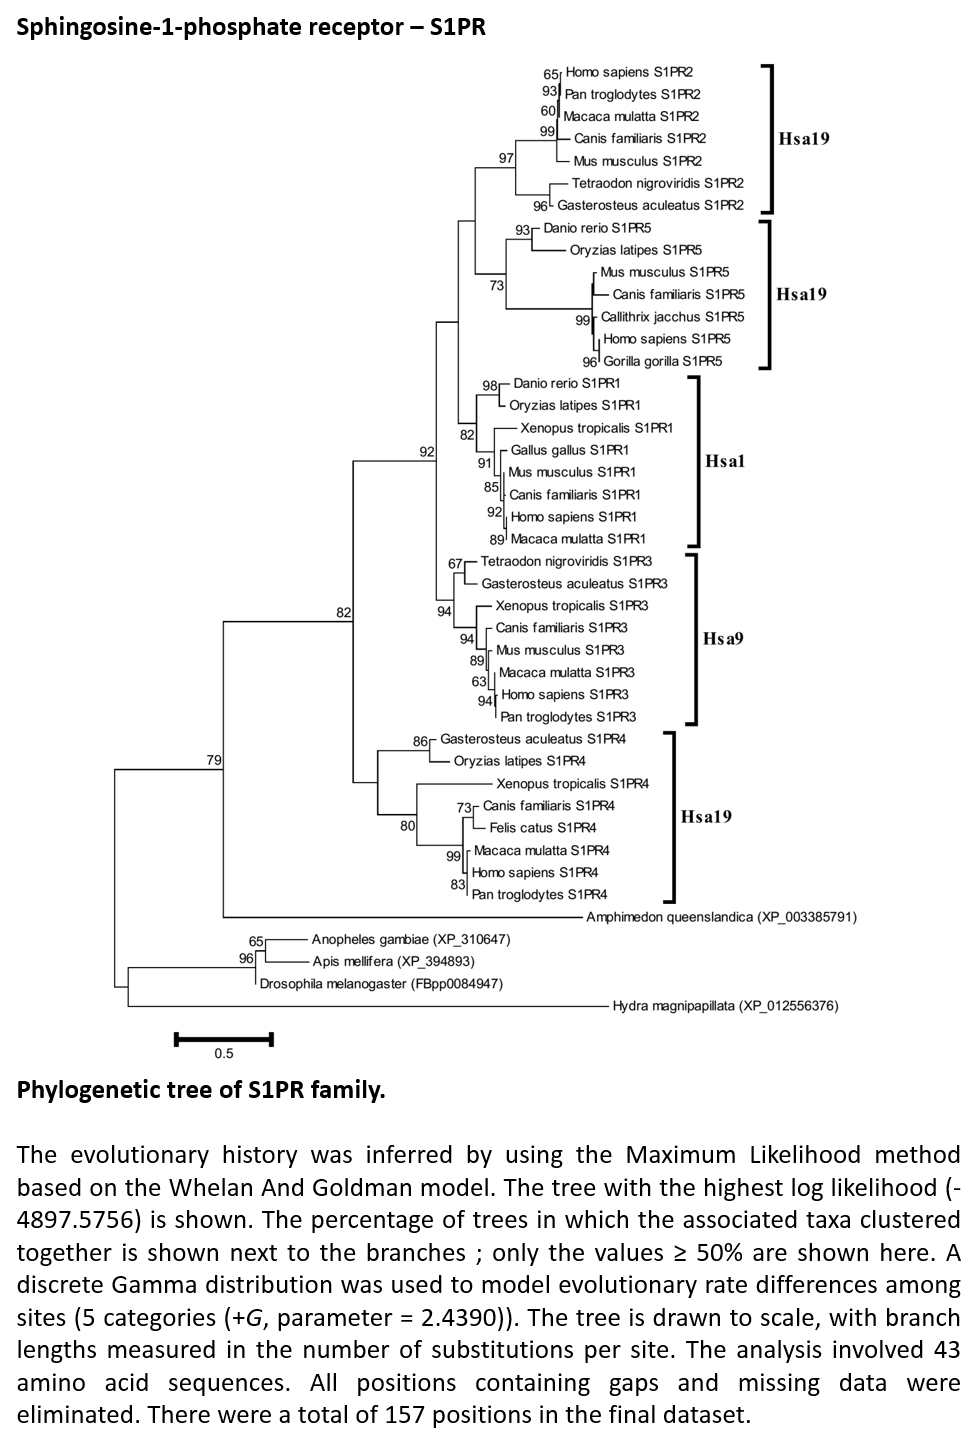 Sphingosine-1-phosphate receptor – S1PR
65 Homo sapiens S1PR2
93 Pan troglodytes S1PR2
60 Macaca mulatta S1PR2
99 Canis familiaris S1PR2
Hsa19
97 Mus musculus S1PR2
Tetraodon nigroviridis S1PR2
96 Gasterosteus aculeatus S1PR2
93 Danio rerio S1PR5
Oryzias latipes S1PR5
Mus musculus S1PR5
73
Canis familiaris S1PR5
Hsa19
99 Callithrix jacchus S1PR5
Homo sapiens S1PR5
96 Gorilla gorilla S1PR5
98 Danio rerio S1PR1
Oryzias latipes S1PR1
82 Xenopus tropicalis S1PR1
92
91 Gallus gallus S1PR1
Hsa1
Mus musculus S1PR1
85 Canis familiaris S1PR1
92 Homo sapiens S1PR1
89 Macaca mulatta S1PR1
67 Tetraodon nigroviridis S1PR3
Gasterosteus aculeatus S1PR3
82
94 Xenopus tropicalis S1PR3
94 Canis familiaris S1PR3
Hsa9
89 Mus musculus S1PR3
63 Macaca mulatta S1PR3
94 Homo sapiens S1PR3
Pan troglodytes S1PR3
86 Gasterosteus aculeatus S1PR4
79
Oryzias latipes S1PR4
Xenopus tropicalis S1PR4
73 Canis familiaris S1PR4
Hsa19
80 Felis catus S1PR4
99 Macaca mulatta S1PR4
Homo sapiens S1PR4
83 Pan troglodytes S1PR4
Amphimedon queenslandica (XP_003385791)
65 Anopheles gambiae (XP_310647)
96 Apis mellifera (XP_394893)
Drosophila melanogaster (FBpp0084947)
Hydra magnipapillata (XP_012556376)
0.5
Phylogenetic tree of S1PR family.
The evolutionary history was inferred by using the Maximum Likelihood method
based on the Whelan And Goldman model. The tree with the highest log likelihood (-
4897.5756) is shown. The percentage of trees in which the associated taxa clustered
together is shown next to the branches ; only the values ≥ 50% are shown here. A
discrete Gamma distribution was used to model evolutionary rate differences among
sites (5 categories (+G, parameter = 2.4390)). The tree is drawn to scale, with branch
lengths measured in the number of substitutions per site. The analysis involved 43
amino acid sequences. All positions containing gaps and missing data were
eliminated. There were a total of 157 positions in the final dataset.